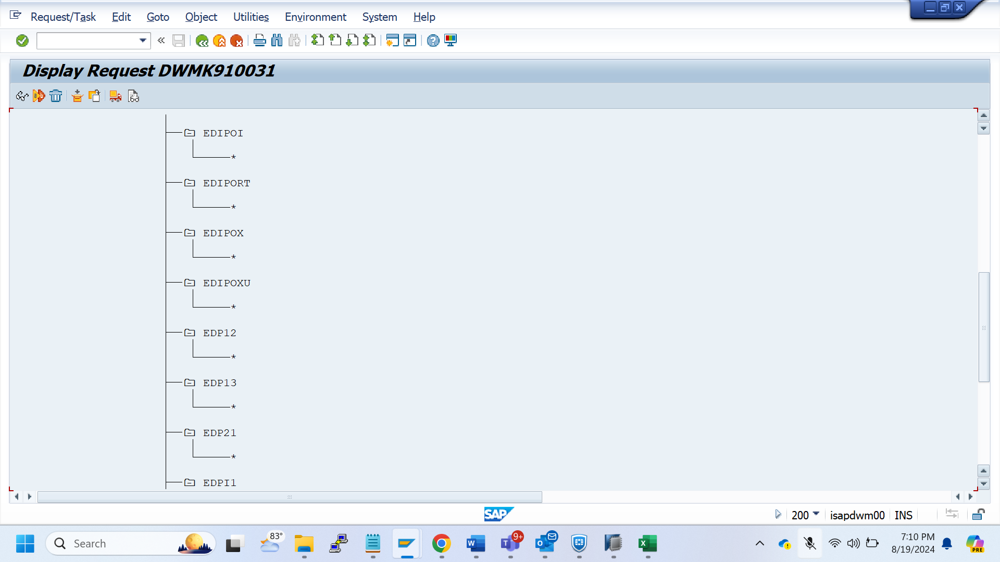 Request/Task Edit Goto Object Utilities Environment System Help
Display Request DWMK910031
EDIPOI
*
EDIPORT
*
EDIPOX
*
EDIPOXU
*
EDP12
*
EDP13
*
EDP21
*
EDPI1
SAP
200 isapdwm00 INS
Search
83°
9+
7:10 PM
8/19/2024
PRE